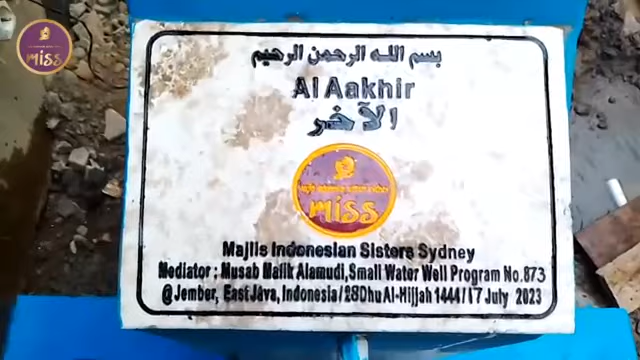 miss
بسم الله الرحمن الرحيم
Al Aakhir
الآخر
miss
Majlis Indonesian Sisters Sydney
Mediator ; Musab Malik Alamudi,Small Water Well Program No.873
@Jember, East Java, Indonesia/28Dhu Al-Hijjah 1444/17 July 2023